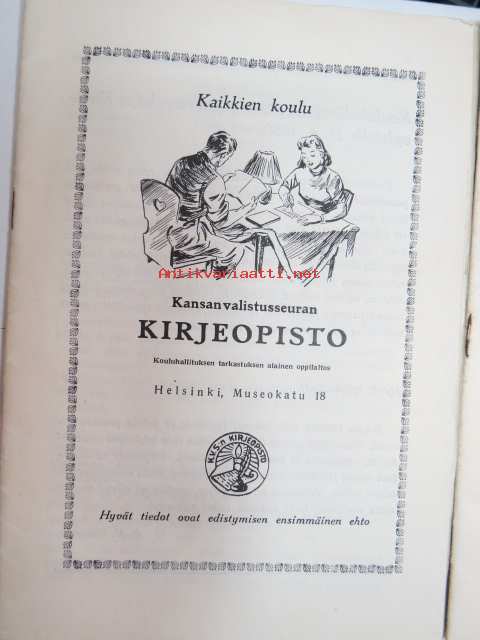 Kaikkien koulu
Antikvariaatti.net
Kansanvalistusseuran
KIRJEOPISTO
Kouluhallituksen tarkastuksen alainen oppilaitos
Helsinki, Museokatu 18
K.V.S.n KIRJEOPISTO
Hyvät tiedot ovat edistymisen ensimmäinen ehto